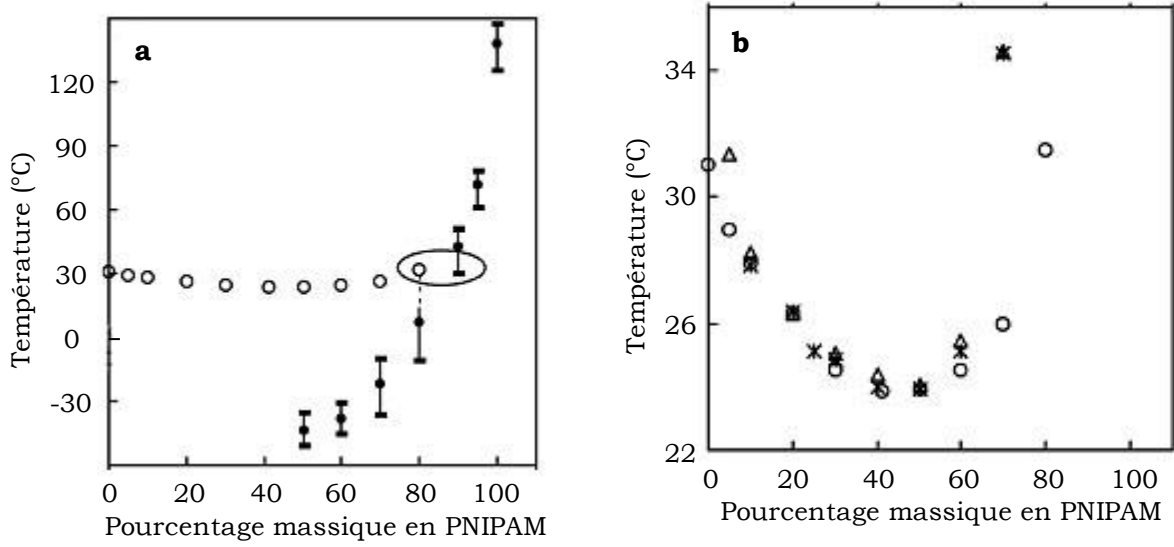 a
120
90
60
30
0
-30
0 20 40 60 80 100
Température (°C)
Pourcentage massique en PNIPAM
b
34
30
26
22
0 20 40 60 80 100
Température (°C)
Pourcentage massique en PNIPAM